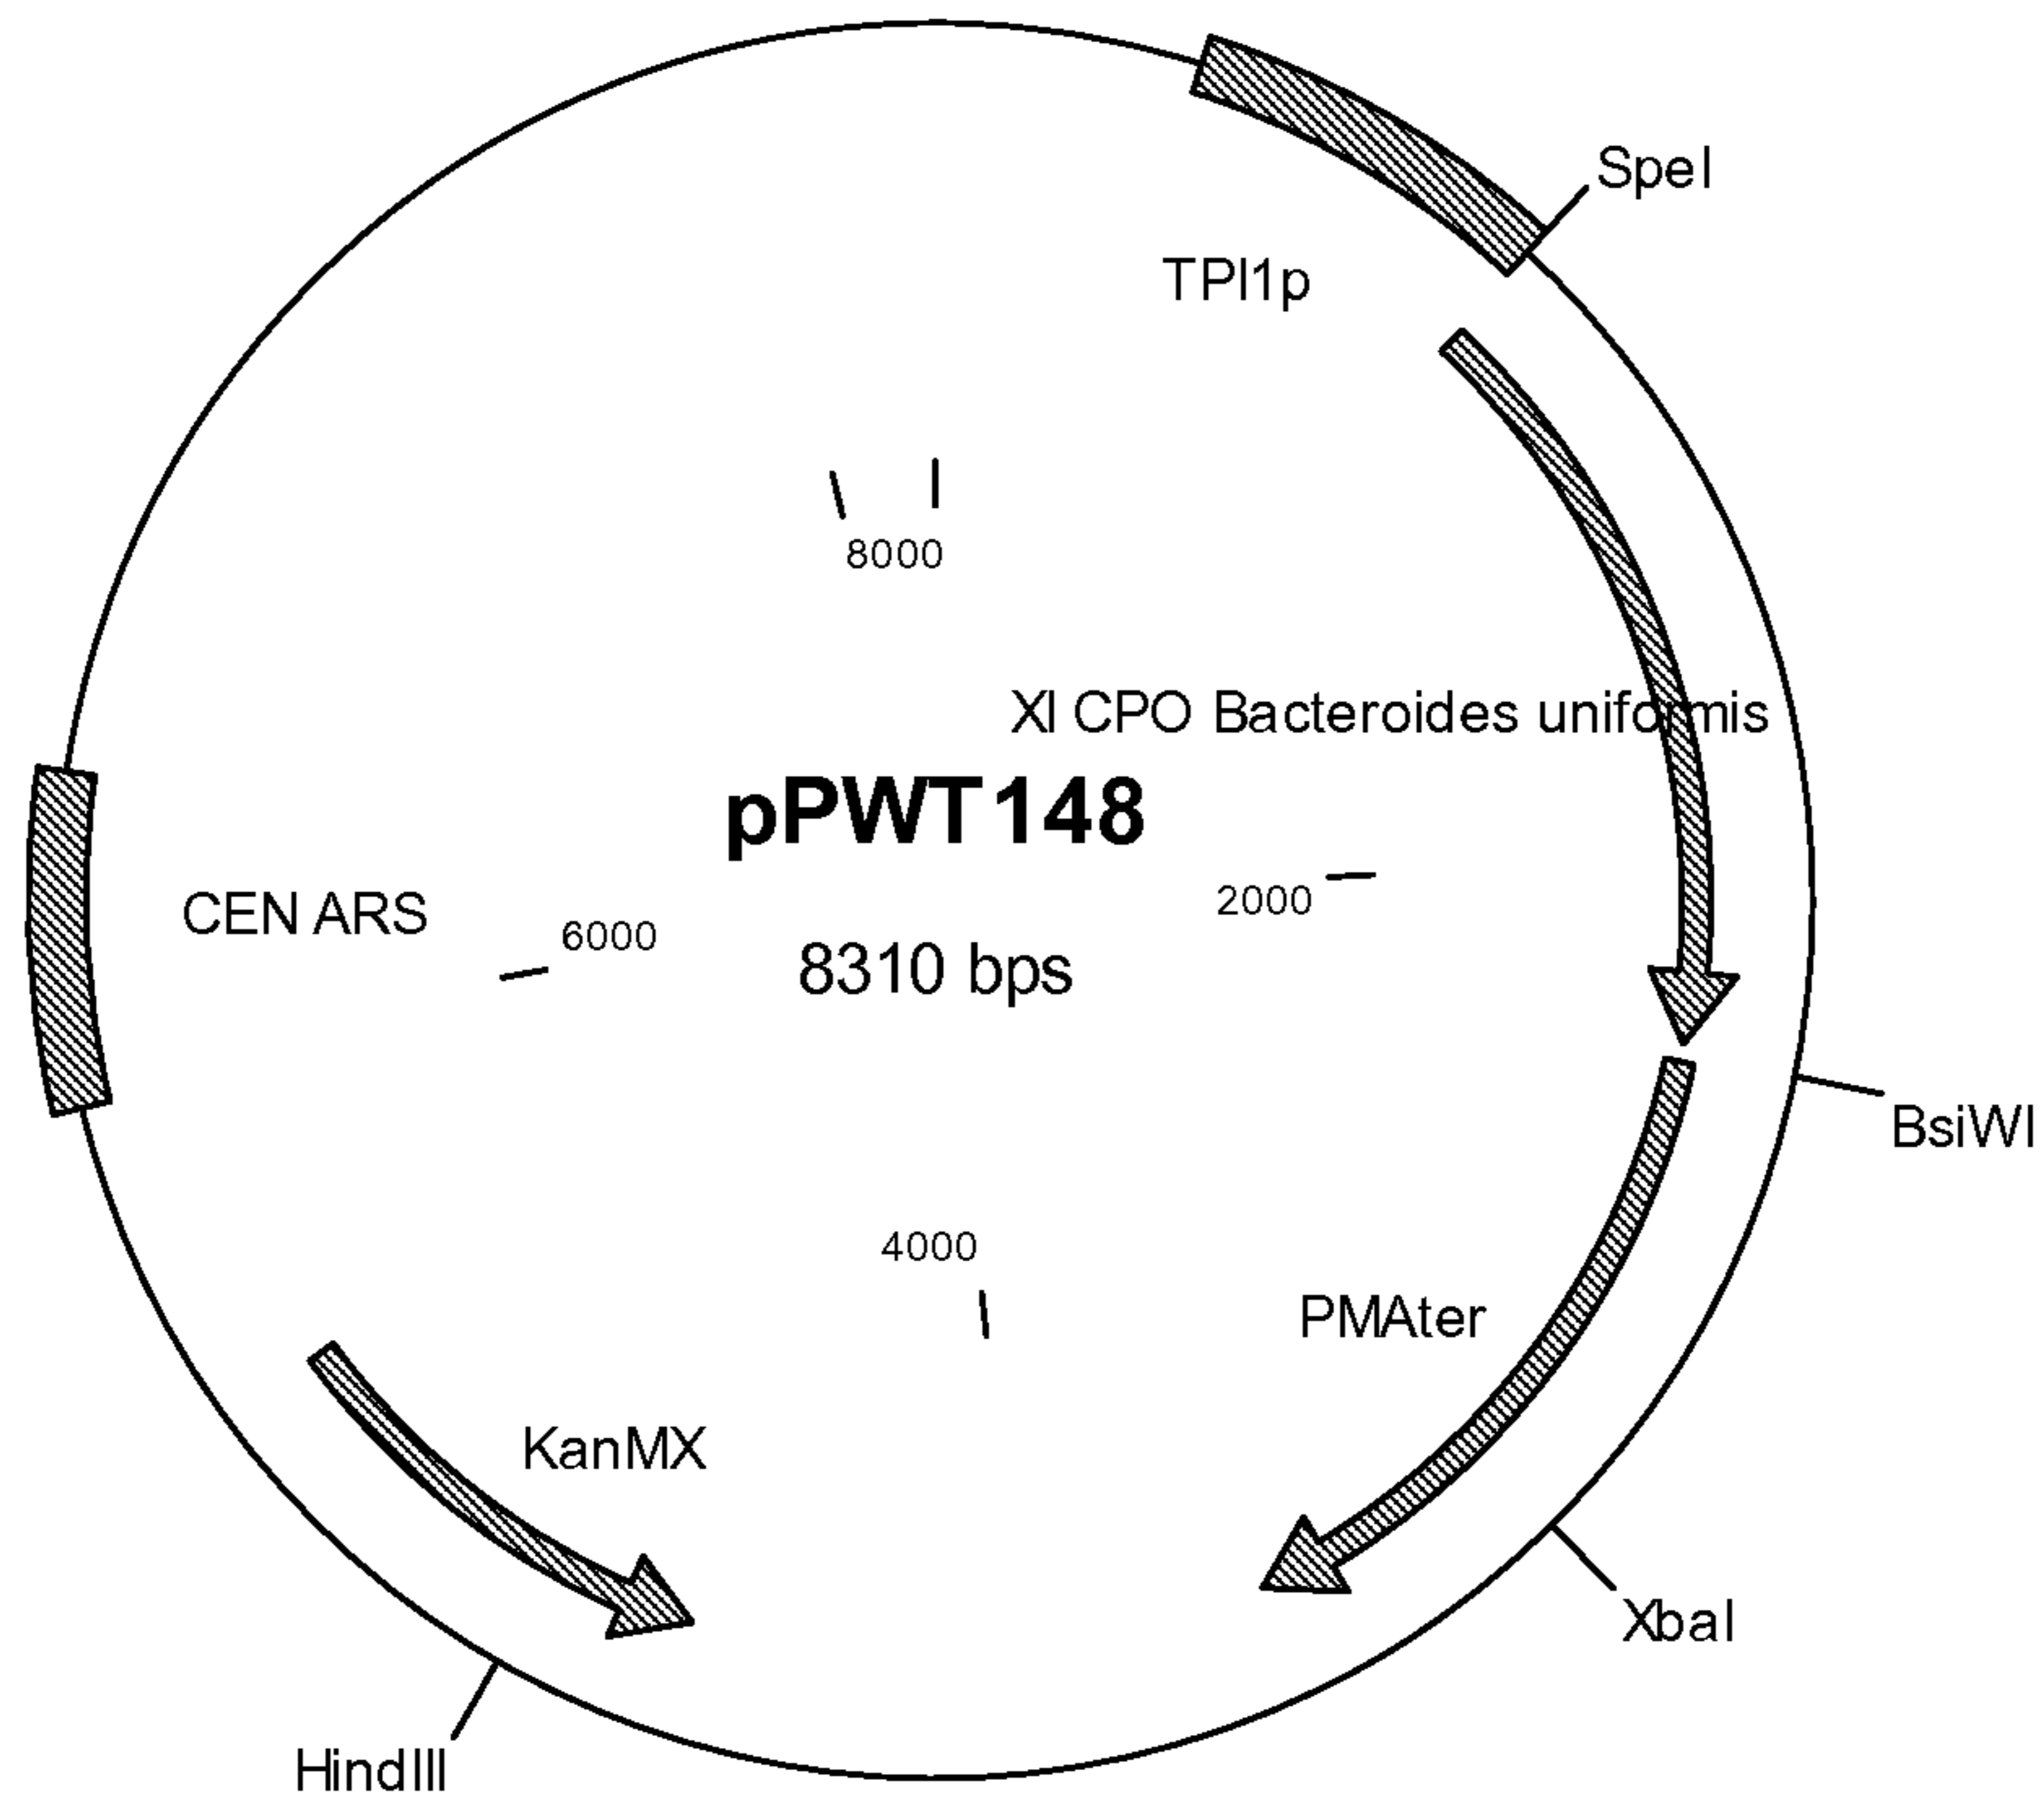 SpeI
TPI1p
8000
XI CPO Bacteroides uniformis
pPWT148
2000
CEN ARS
6000
8310 bps
BsiWI
4000
PMAter
KanMX
XbaI
HindIII